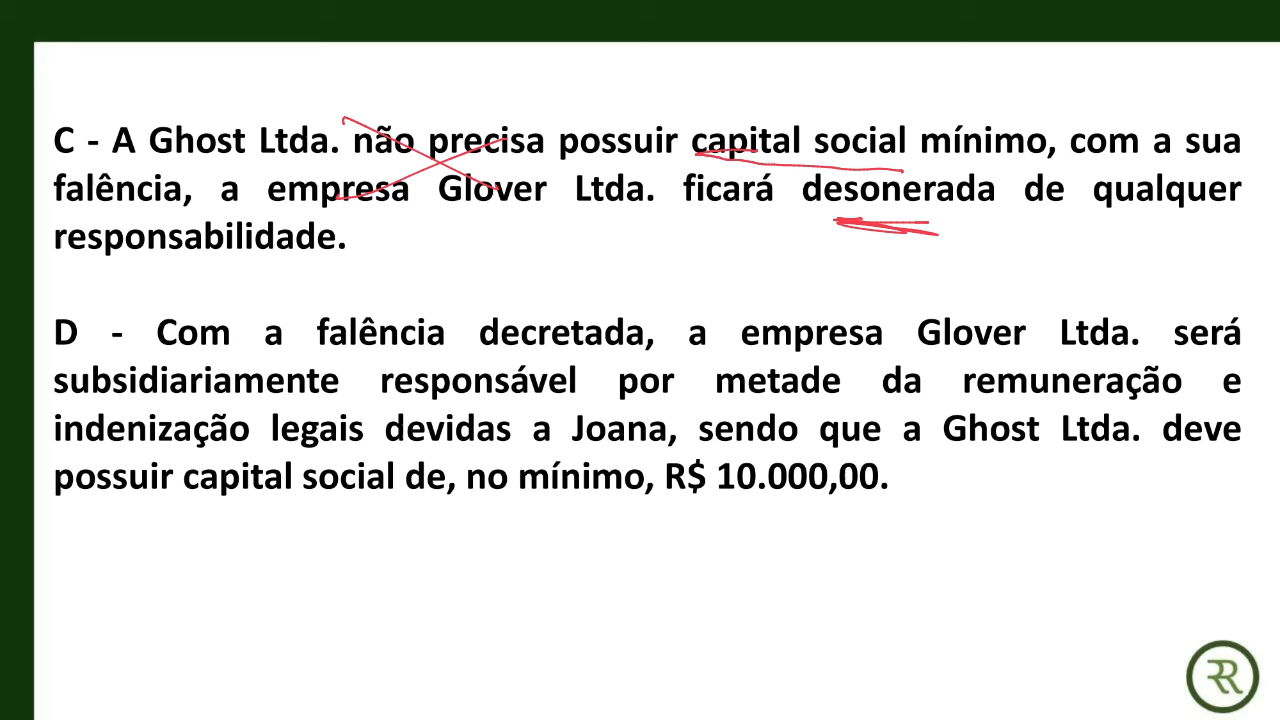 C - A Ghost Ltda. não precisa possuir capital social mínimo, com a sua
falência, a empresa Glover Ltda. ficará desonerada de qualquer
responsabilidade.
D - Com a falência decretada, a empresa Glover Ltda. será
subsidiariamente responsável por metade da remuneração e
indenização legais devidas a Joana, sendo que a Ghost Ltda. deve
possuir capital social de, no mínimo, R$ 10.000,00.